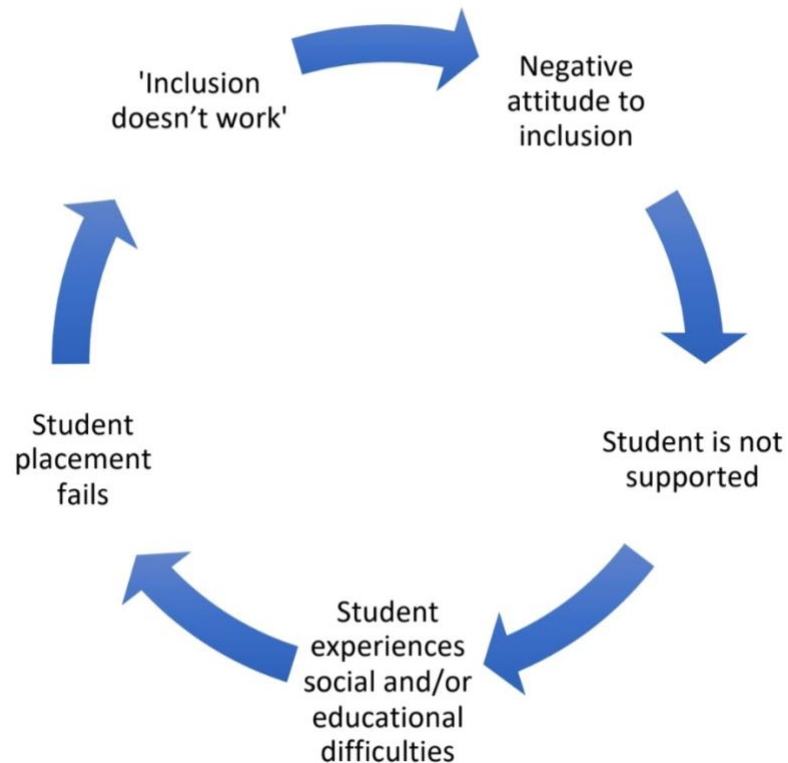 'Inclusion
doesn’t work'
Negative
attitude to
inclusion
Student is not
supported
Student
experiences
social and/or
educational
difficulties
Student
placement
fails